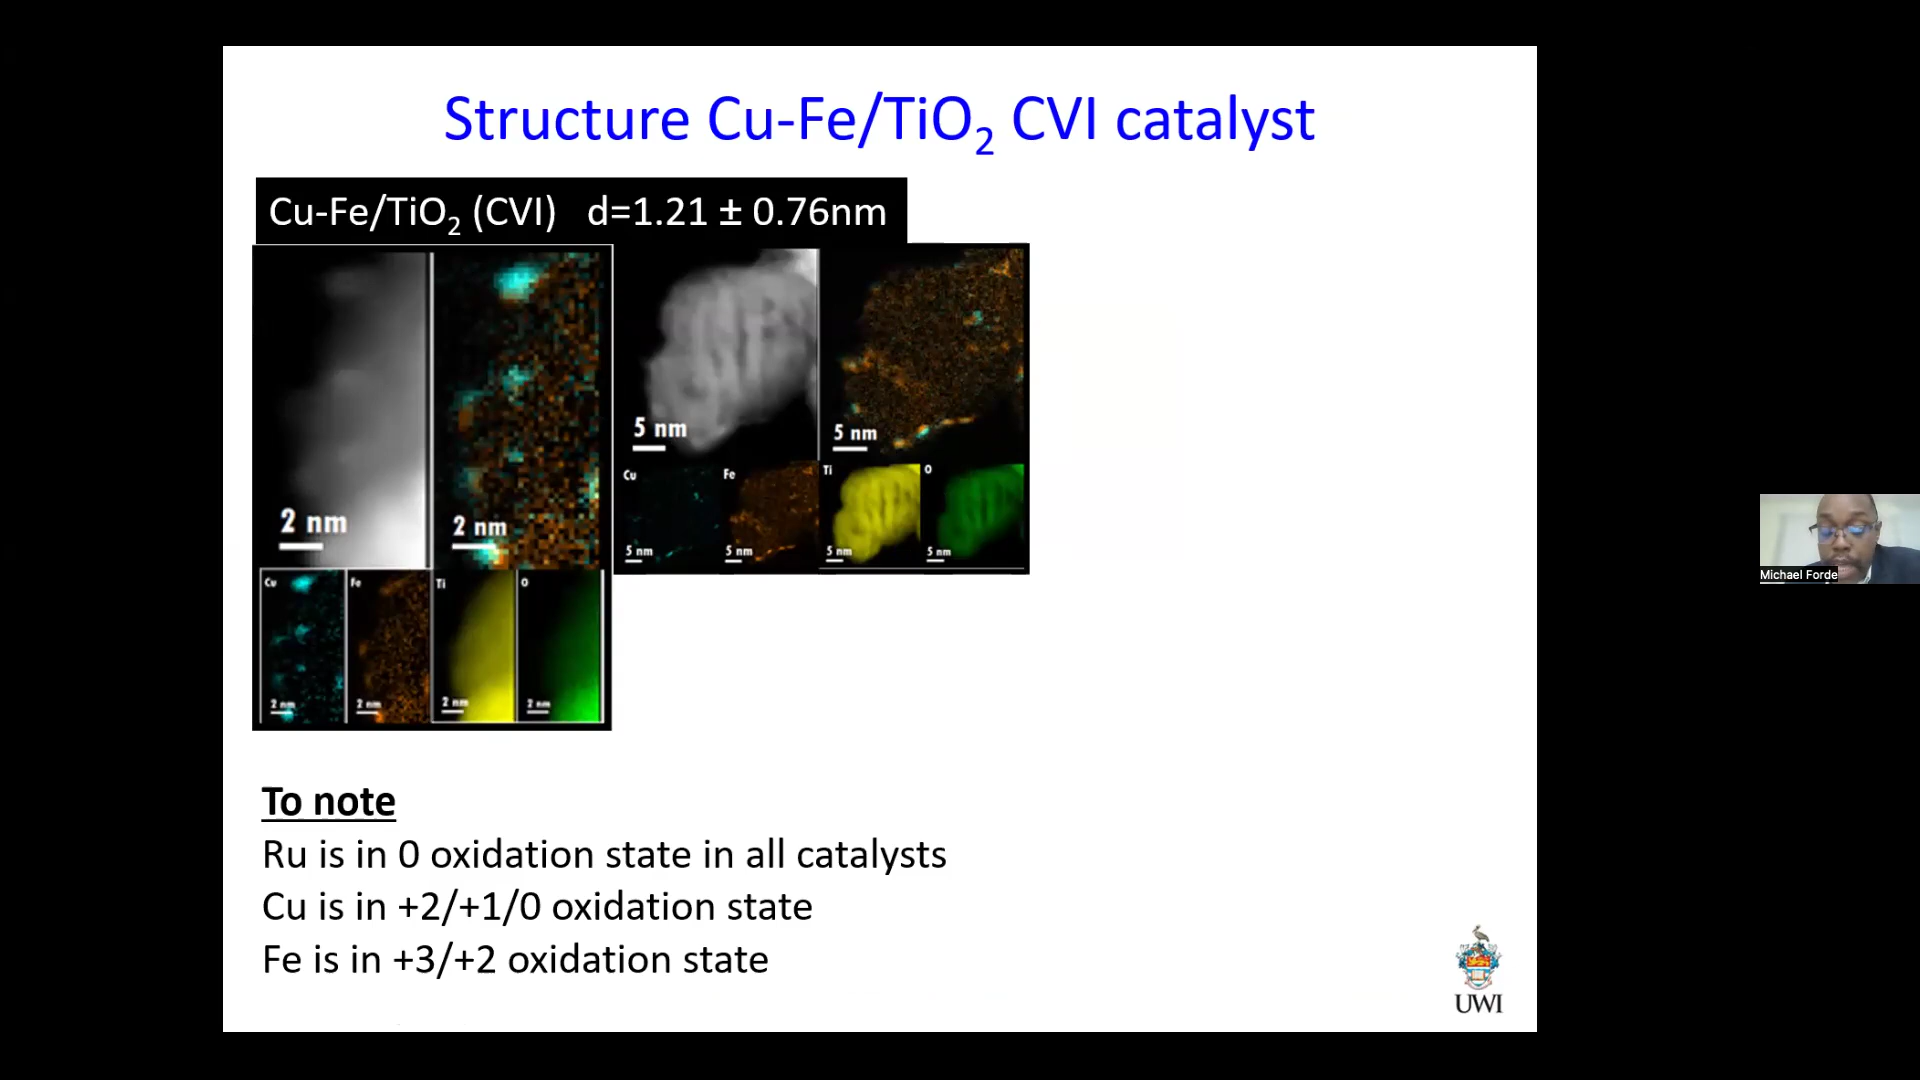 Structure Cu-Fe/TiO₂ CVI catalyst
Cu-Fe/TiO₂ (CVI) d=1.21 ± 0.76nm
2 nm
2 nm
Cu
Fe
Ti
O
2 nm
2 nm
2 nm
2 nm
5 nm
5 nm
Cu
Fe
Ti
O
5 nm
5 nm
5 nm
5 nm
To note
Ru is in 0 oxidation state in all catalysts
Cu is in +2/+1/0 oxidation state
Fe is in +3/+2 oxidation state
UWI
Michael Forde